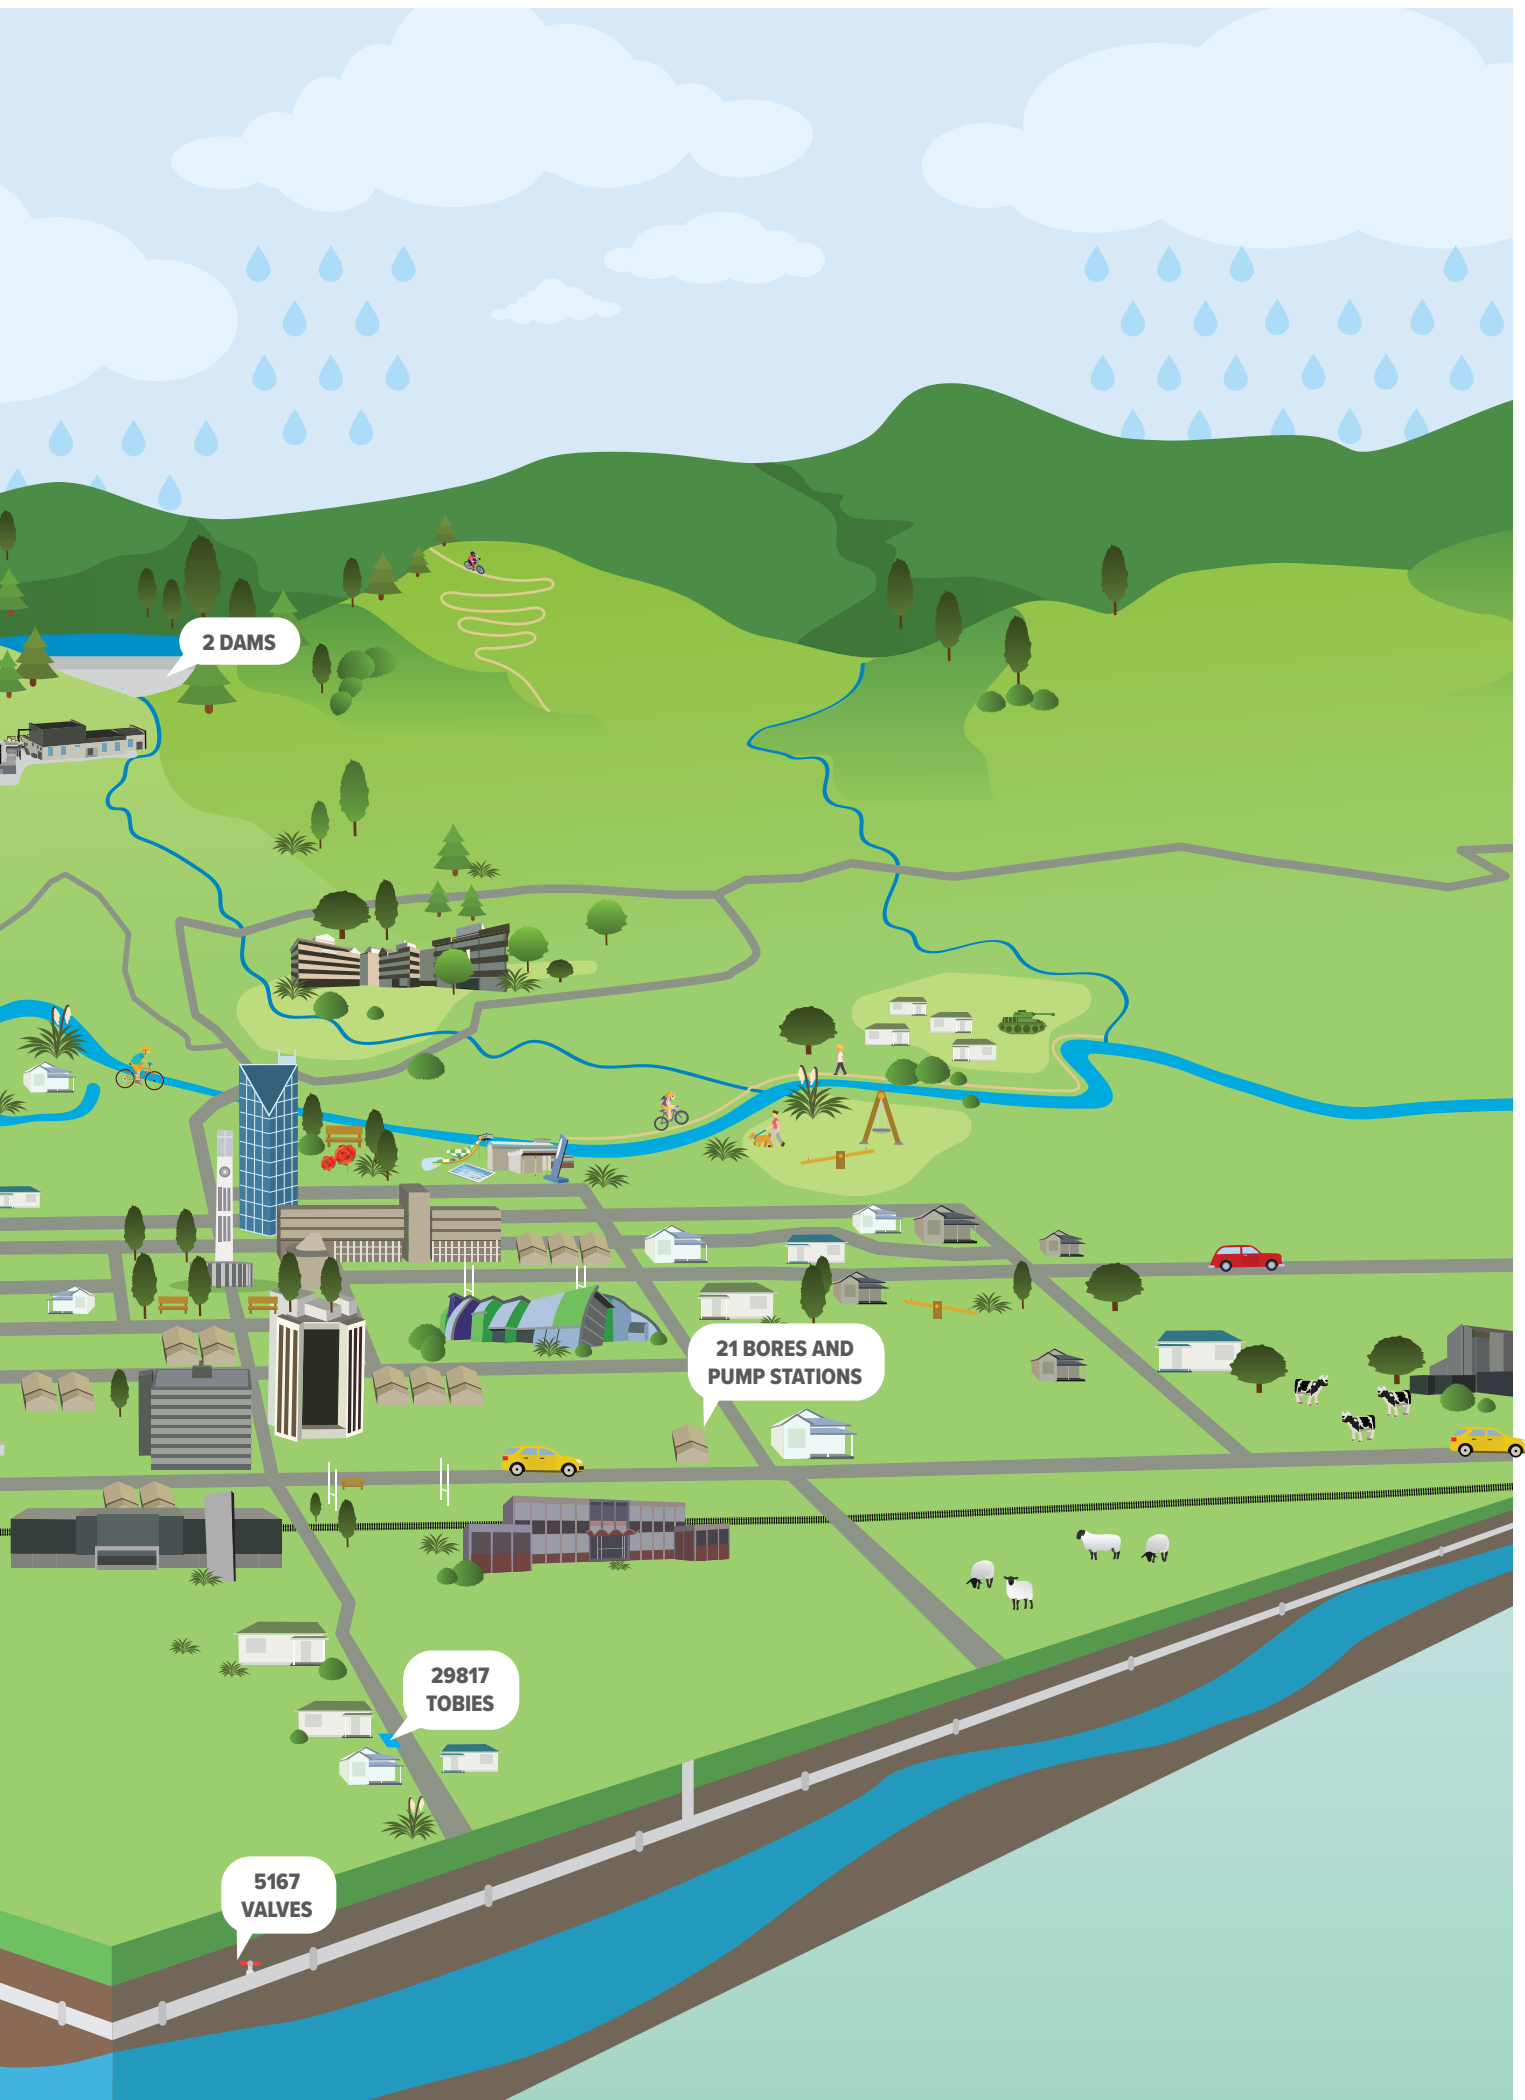 2 DAMS
21 BORES AND
PUMP STATIONS
29817
TOBIES
5167
VALVES